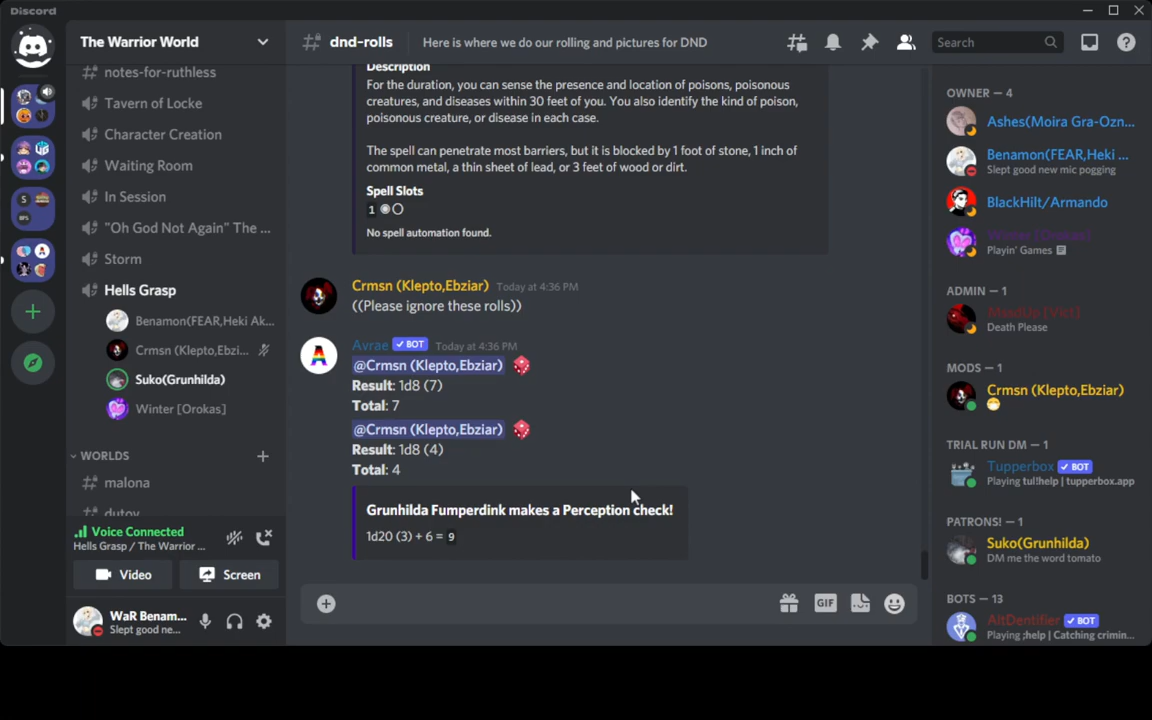 Discord
The Warrior World
notes-for-ruthless
Tavern of Locke
Character Creation
Waiting Room
In Session
"Oh God Not Again" The ...
Storm
Hells Grasp
Benamon(FEAR,Heki Ak...
Crmsn (Klepto,Ebzi...
Suko(Grunhilda)
Winter [Orokas]
WORLDS
malona
dutov
Voice Connected
Hells Grasp / The Warrior ...
Video
Screen
WaR Benam...
Slept good ne...
dnd-rolls
Here is where we do our rolling and pictures for DND
Search
Description
For the duration, you can sense the presence and location of poisons, poisonous
creatures, and diseases within 30 feet of you. You also identify the kind of poison,
poisonous creature, or disease in each case.
The spell can penetrate most barriers, but it is blocked by 1 foot of stone, 1 inch of
common metal, a thin sheet of lead, or 3 feet of wood or dirt.
Spell Slots
1 ◉〇
No spell automation found.
Crmsn (Klepto,Ebziar) Today at 4:36 PM
((Please ignore these rolls))
A
Avrae ✓ BOT Today at 4:36 PM
@Crmsn (Klepto,Ebziar)
Result: 1d8 (7)
Total: 7
@Crmsn (Klepto,Ebziar)
Result: 1d8 (4)
Total: 4
Grunhilda Fumperdink makes a Perception check!
1d20 (3) + 6 = 9
GIF
OWNER — 4
Ashes(Moira Gra-Ozn...
Benamon(FEAR,Heki ...
Slept good new mic pogging
BlackHilt/Armando
Winter [Orokas]
Playin' Games
ADMIN — 1
Death Please
MODS — 1
Crmsn (Klepto,Ebziar)
TRIAL RUN DM — 1
Tupperbox ✓ BOT
Playing tul!help | tupperbox.app
PATRONS! — 1
Suko(Grunhilda)
DM me the word tomato
BOTS — 13
AltDentifier ✓ BOT
Playing ;help | Catching crimin...